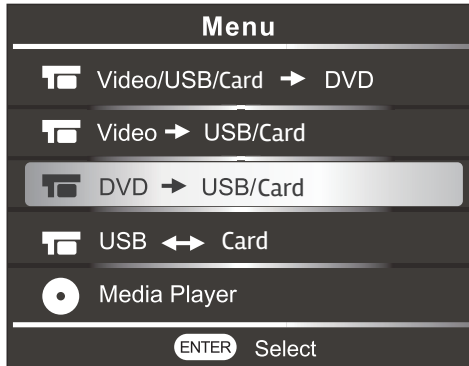 Menu
Video/USB/Card → DVD
Video → USB/Card
DVD → USB/Card
USB ↔ Card
Media Player
ENTER Select